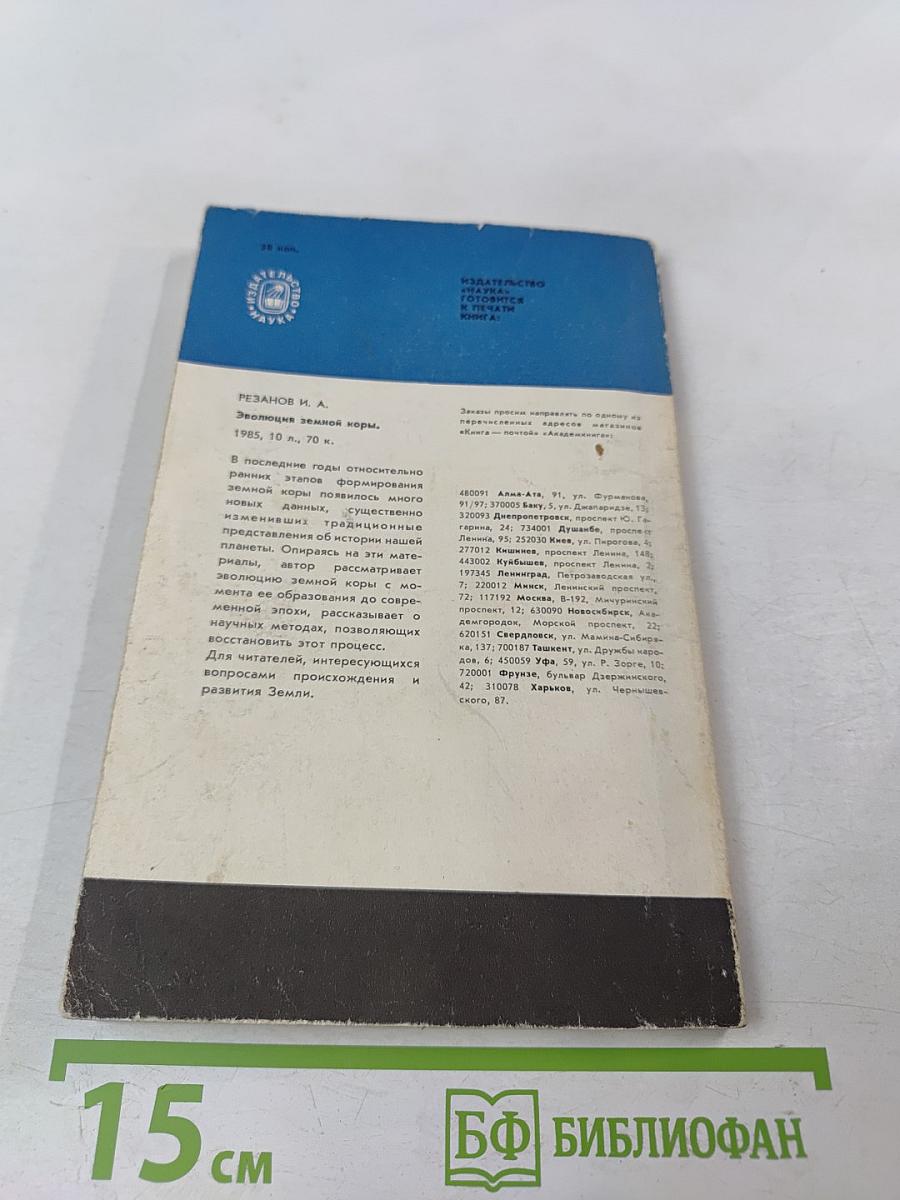 38 коп.
ИЗДАТЕЛЬСТВО
НАУКА
ИЗДАТЕЛЬСТВО
«НАУКА»
ГОТОВИТСЯ
К ПЕЧАТИ
КНИГА:
РЕЗАНОВ И. А.
Эволюция земной коры.
1985, 10 л., 70 к.
В последние годы относительно
ранних этапов формирования
земной коры появилось много
новых данных, существенно
изменивших традиционные
представления об истории нашей
планеты. Опираясь на эти мате-
риалы, автор рассматривает
эволюцию земной коры с мо-
мента ее образования до совре-
менной эпохи, рассказывает о
научных методах, позволяющих
восстановить этот процесс.
Для читателей, интересующихся
вопросами происхождения и
развития Земли.
Заказы просим направлять по одному из
перечисленных адресов магазинов
«Книга — почтой» «Академкнига»:
480091 Алма-Ата, 91, ул. Фурманова,
91/97; 370005 Баку, 5, ул. Джапаридзе, 13;
320093 Днепропетровск, проспект Ю. Га-
гарина, 24; 734001 Душанбе, проспект
Ленина, 95; 252030 Киев, ул. Пирогова, 4;
277012 Кишинев, проспект Ленина, 148;
443002 Куйбышев, проспект Ленина, 2;
197345 Ленинград, Петрозаводская ул.,
7; 220012 Минск, Ленинский проспект,
72; 117192 Москва, В-192, Мичуринский
проспект, 12; 630090 Новосибирск, Ака-
демгородок, Морской проспект, 22;
620151 Свердловск, ул. Мамина-Сибиря-
ка, 137; 700187 Ташкент, ул. Дружбы наро-
дов, 6; 450059 Уфа, 59, ул. Р. Зорге, 10;
720001 Фрунзе, бульвар Дзержинского,
42; 310078 Харьков, ул. Чернышев-
ского, 87.
15 см
БФ БИБЛИОФАН